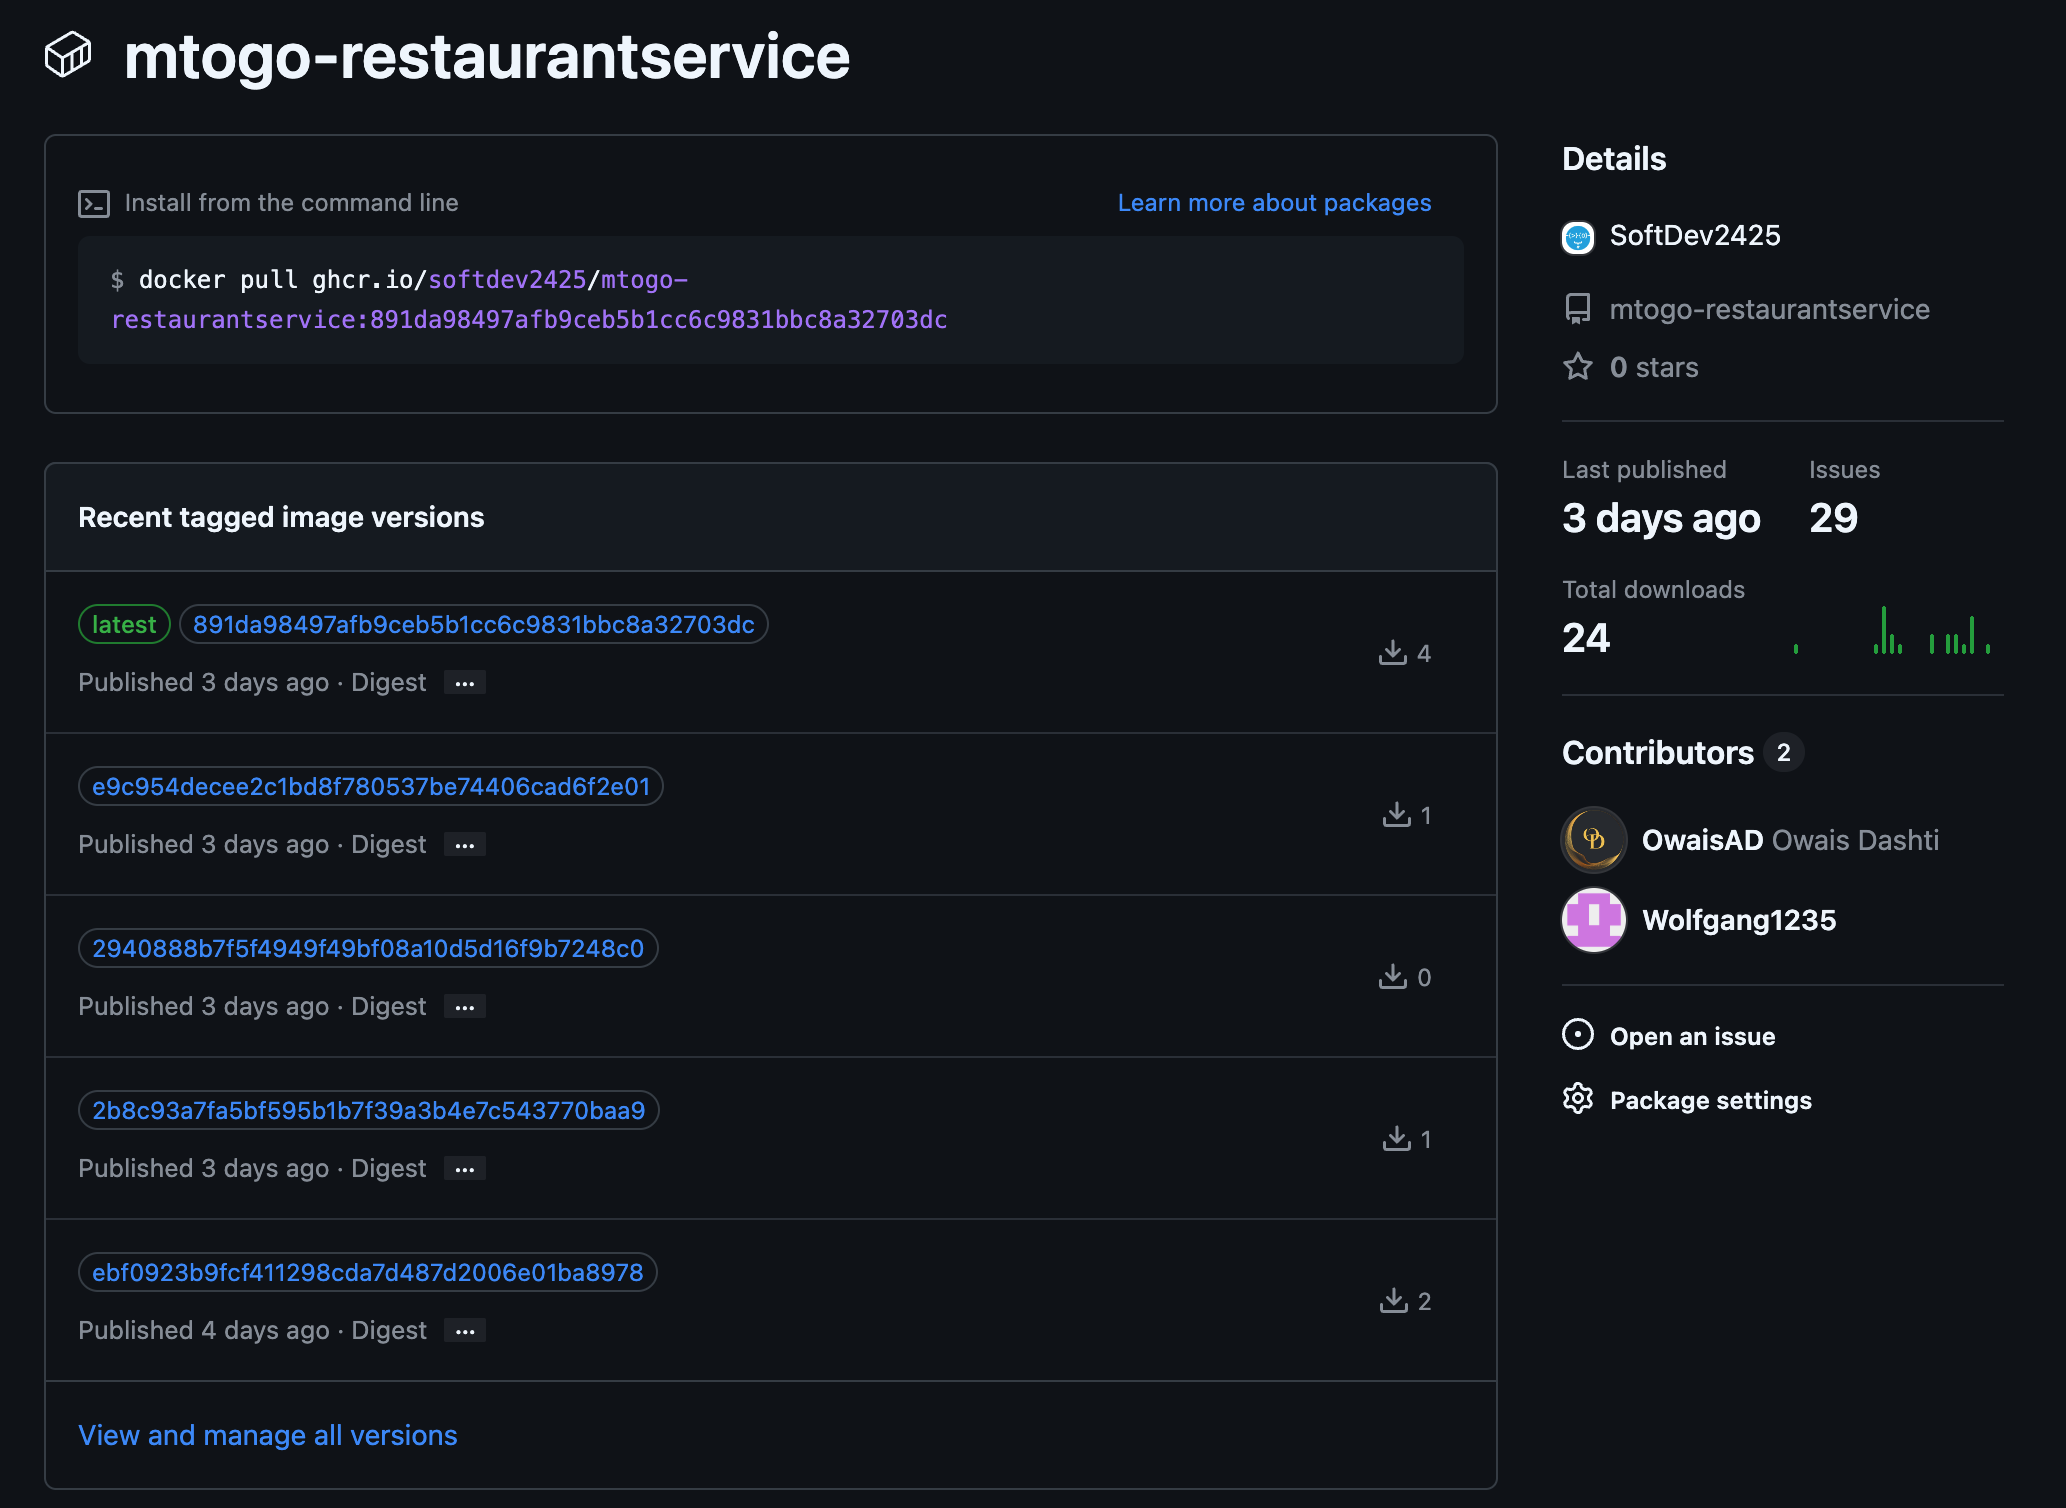 mtogo-restaurantservice
Install from the command line
Learn more about packages
$ docker pull ghcr.io/softdev2425/mtogo-
restaurantservice:891da98497afb9ceb5b1cc6c9831bbc8a32703dc
Recent tagged image versions
latest 891da98497afb9ceb5b1cc6c9831bbc8a32703dc
4
Published 3 days ago · Digest ...
e9c954decee2c1bd8f780537be74406cad6f2e01
1
Published 3 days ago · Digest ...
2940888b7f5f4949f49bf08a10d5d16f9b7248c0
0
Published 3 days ago · Digest ...
2b8c93a7fa5bf595b1b7f39a3b4e7c543770baa9
1
Published 3 days ago · Digest ...
ebf0923b9fcf411298cda7d487d2006e01ba8978
2
Published 4 days ago · Digest ...
View and manage all versions
Details
SoftDev2425
mtogo-restaurantservice
0 stars
Last published Issues
3 days ago 29
Total downloads
24
Contributors 2
OwaisAD Owais Dashti
Wolfgang1235
Open an issue
Package settings